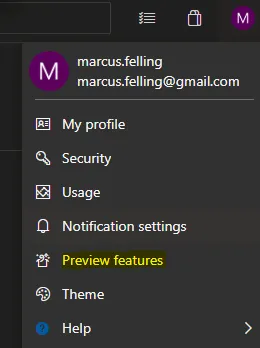 M
M
marcus.felling
marcus.felling@gmail.com
My profile
Security
Usage
Notification settings
Preview features
Theme
Help